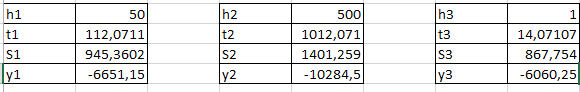 h1 50 h2 500 h3 1
t1 112,0711 t2 1012,071 t3 14,07107
S1 945,3602 S2 1401,259 S3 867,754
y1 -6651,15 y2 -10284,5 y3 -6060,25